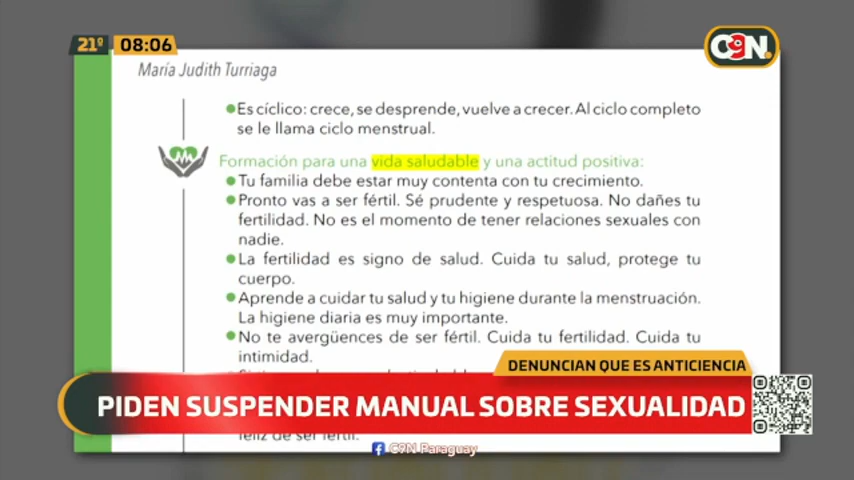 21º 08:06
C9N.
María Judith Turriaga
Es cíclico: crece, se desprende, vuelve a crecer. Al ciclo completo
se le llama ciclo menstrual.
Formación para una vida saludable y una actitud positiva:
Tu familia debe estar muy contenta con tu crecimiento.
Pronto vas a ser fértil. Sé prudente y respetuosa. No dañes tu
fertilidad. No es el momento de tener relaciones sexuales con
nadie.
La fertilidad es signo de salud. Cuida tu salud, protege tu
cuerpo.
Aprende a cuidar tu salud y tu higiene durante la menstruación.
La higiene diaria es muy importante.
No te avergüences de ser fértil. Cuida tu fertilidad. Cuida tu
intimidad.
DENUNCIAN QUE ES ANTICIENCIA
PIDEN SUSPENDER MANUAL SOBRE SEXUALIDAD
feliz de ser fértil.
C9N Paraguay